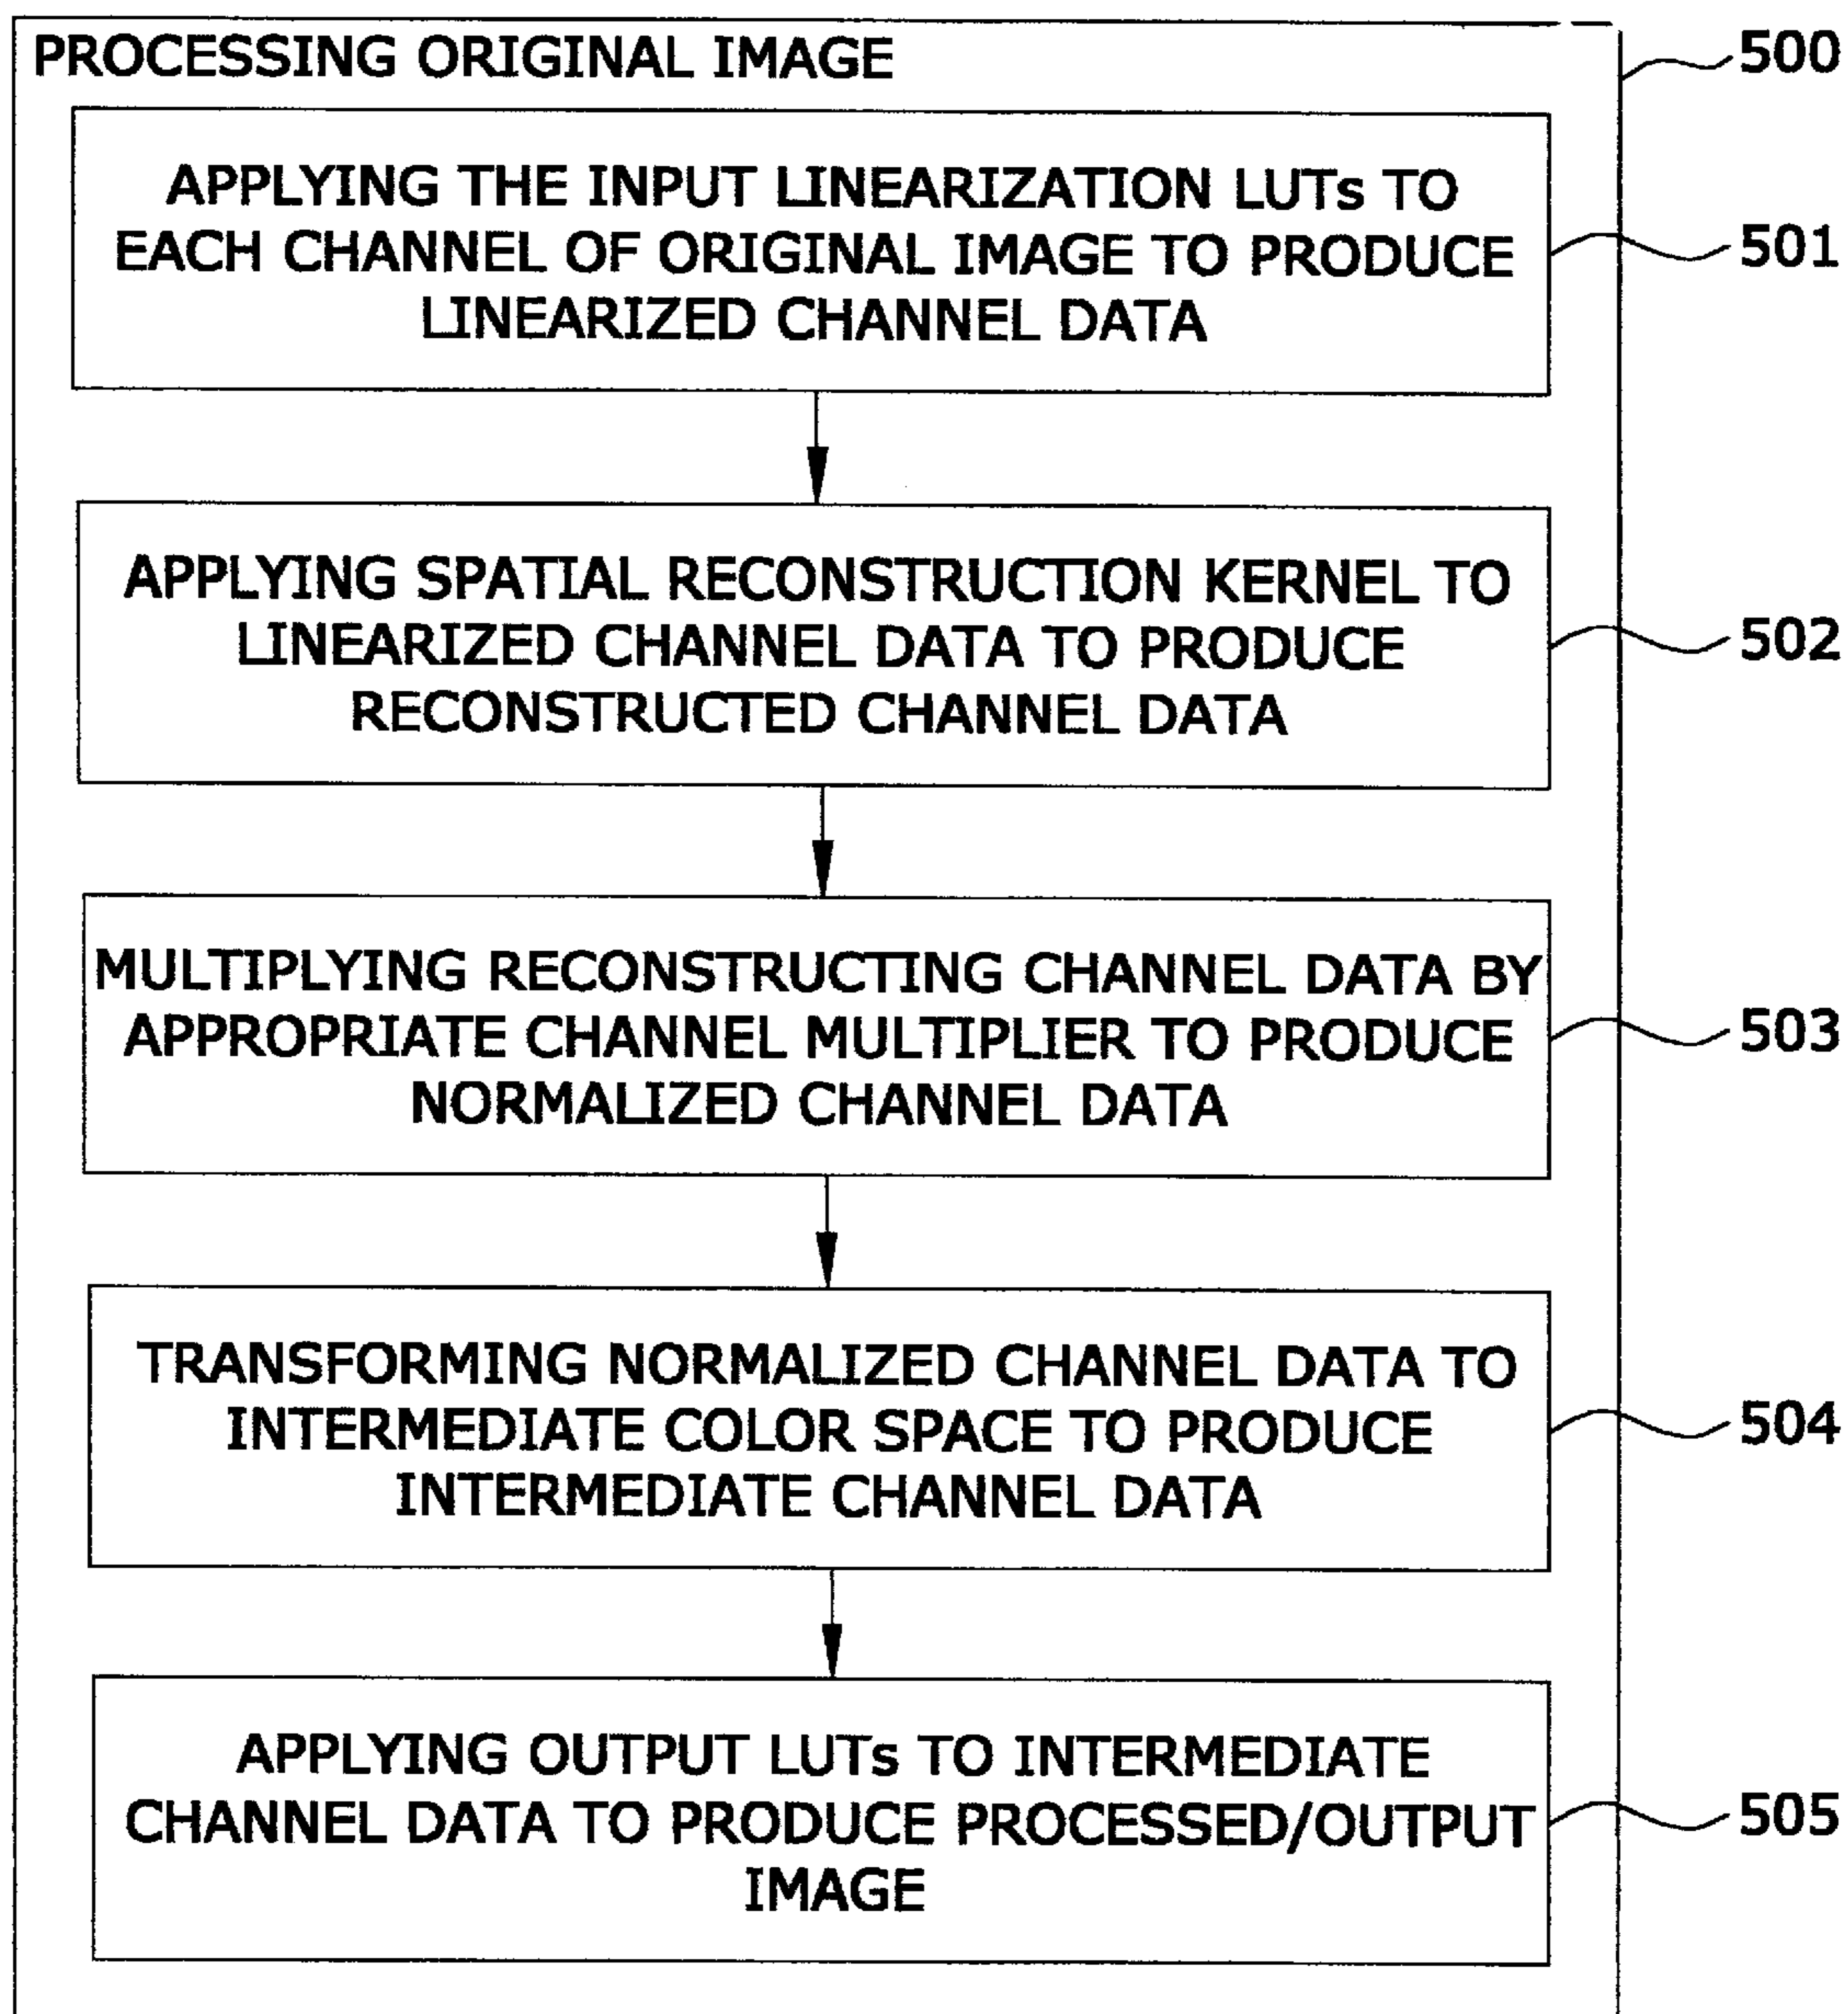 PROCESSING ORIGINAL IMAGE
500
APPLYING THE INPUT LINEARIZATION LUTs TO
EACH CHANNEL OF ORIGINAL IMAGE TO PRODUCE
LINEARIZED CHANNEL DATA
501
APPLYING SPATIAL RECONSTRUCTION KERNEL TO
LINEARIZED CHANNEL DATA TO PRODUCE
RECONSTRUCTED CHANNEL DATA
502
MULTIPLYING RECONSTRUCTING CHANNEL DATA BY
APPROPRIATE CHANNEL MULTIPLIER TO PRODUCE
NORMALIZED CHANNEL DATA
503
TRANSFORMING NORMALIZED CHANNEL DATA TO
INTERMEDIATE COLOR SPACE TO PRODUCE
INTERMEDIATE CHANNEL DATA
504
APPLYING OUTPUT LUTs TO INTERMEDIATE
CHANNEL DATA TO PRODUCE PROCESSED/OUTPUT
IMAGE
505